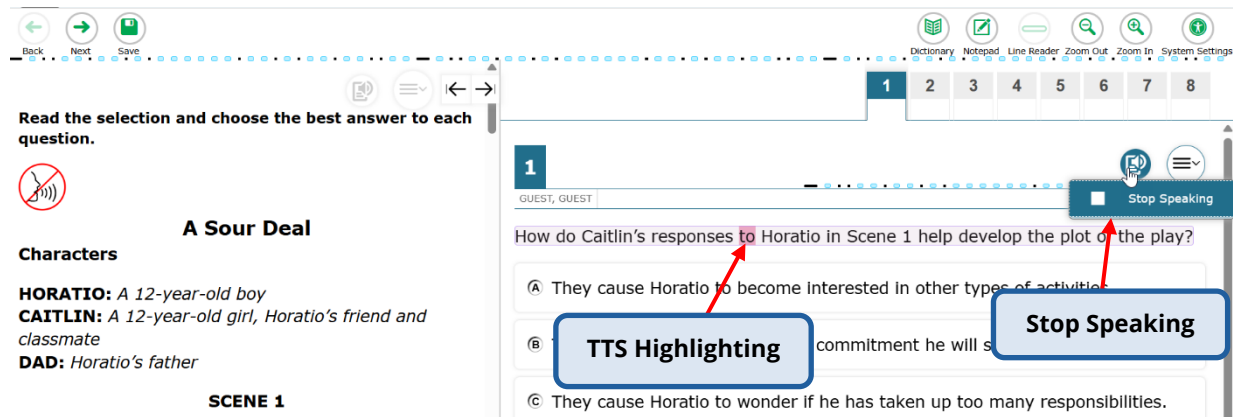 Back Next Save
Dictionary Notepad Line Reader Zoom Out Zoom In System Settings
Read the selection and choose the best answer to each
question.
A Sour Deal
Characters
HORATIO: A 12-year-old boy
CAITLIN: A 12-year-old girl, Horatio's friend and
classmate
DAD: Horatio's father
SCENE 1
1 2 3 4 5 6 7 8
1
GUEST, GUEST
Stop Speaking
How do Caitlin's responses to Horatio in Scene 1 help develop the plot of the play?
A They cause Horatio to become interested in other types of activities.
B commitment he will
C They cause Horatio to wonder if he has taken up too many responsibilities.
TTS Highlighting
Stop Speaking